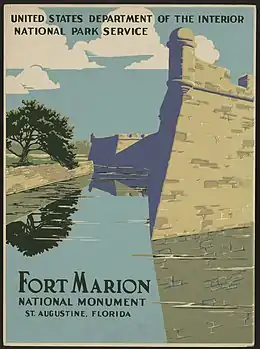 UNITED STATES DEPARTMENT OF THE INTERIOR
NATIONAL PARK SERVICE
FORT MARION
NATIONAL MONUMENT
ST. AUGUSTINE, FLORIDA